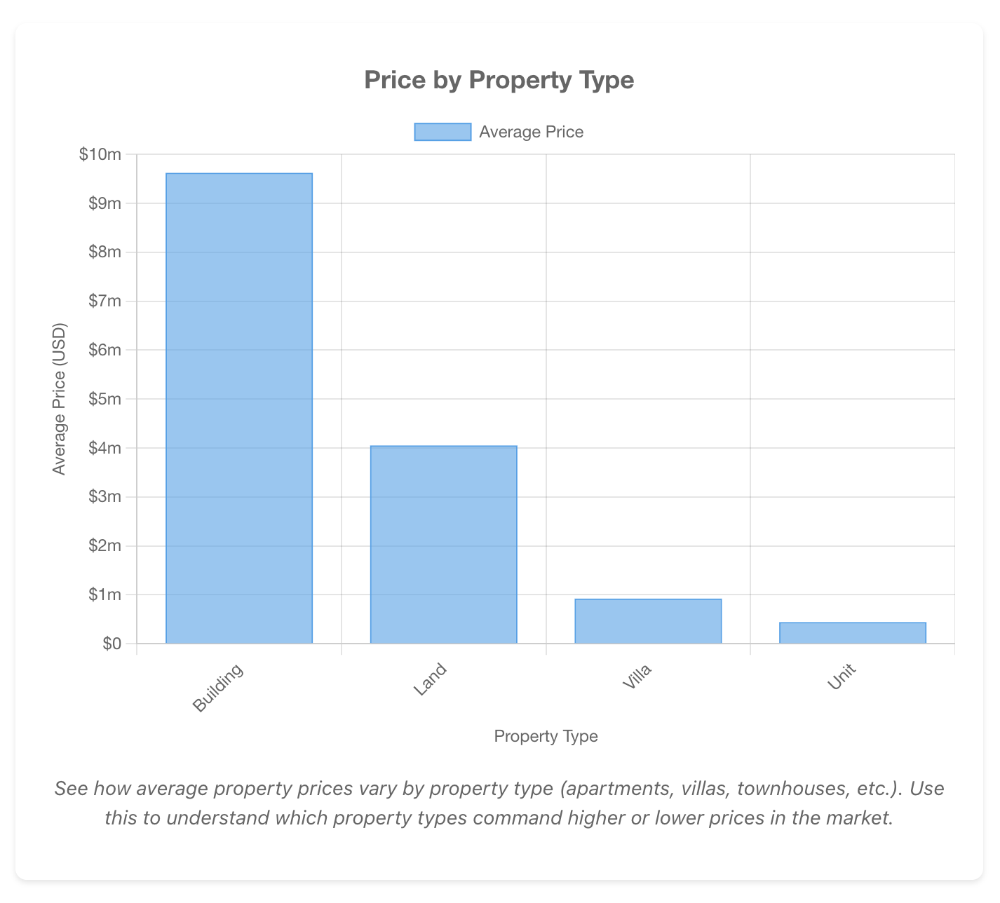 Price by Property Type
Average Price
$10m
$9m
$8m
$7m
$6m
$5m
$4m
$3m
$2m
$1m
$0
Average Price (USD)
Building
Land
Villa
Unit
Property Type
See how average property prices vary by property type (apartments, villas, townhouses, etc.). Use
this to understand which property types command higher or lower prices in the market.